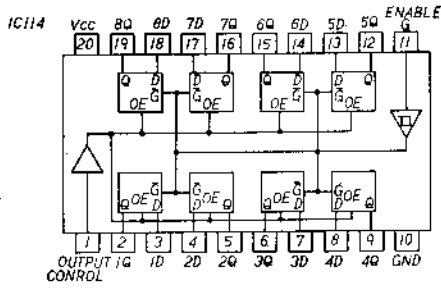 IC114
Vcc 8Q 8D 7D 7Q 6Q 6D 5D 5Q ENABLE G
20 19 18 17 16 15 14 13 12 11
Q D D Q Q D D Q
G G G G
OE OE OE OE
OE OE OE OE
G G G G
Q D D Q Q D D Q
1 2 3 4 5 6 7 8 9 10
OUTPUT CONROL 1Q 1D 2D 2Q 3Q 3D 4D 4Q GND